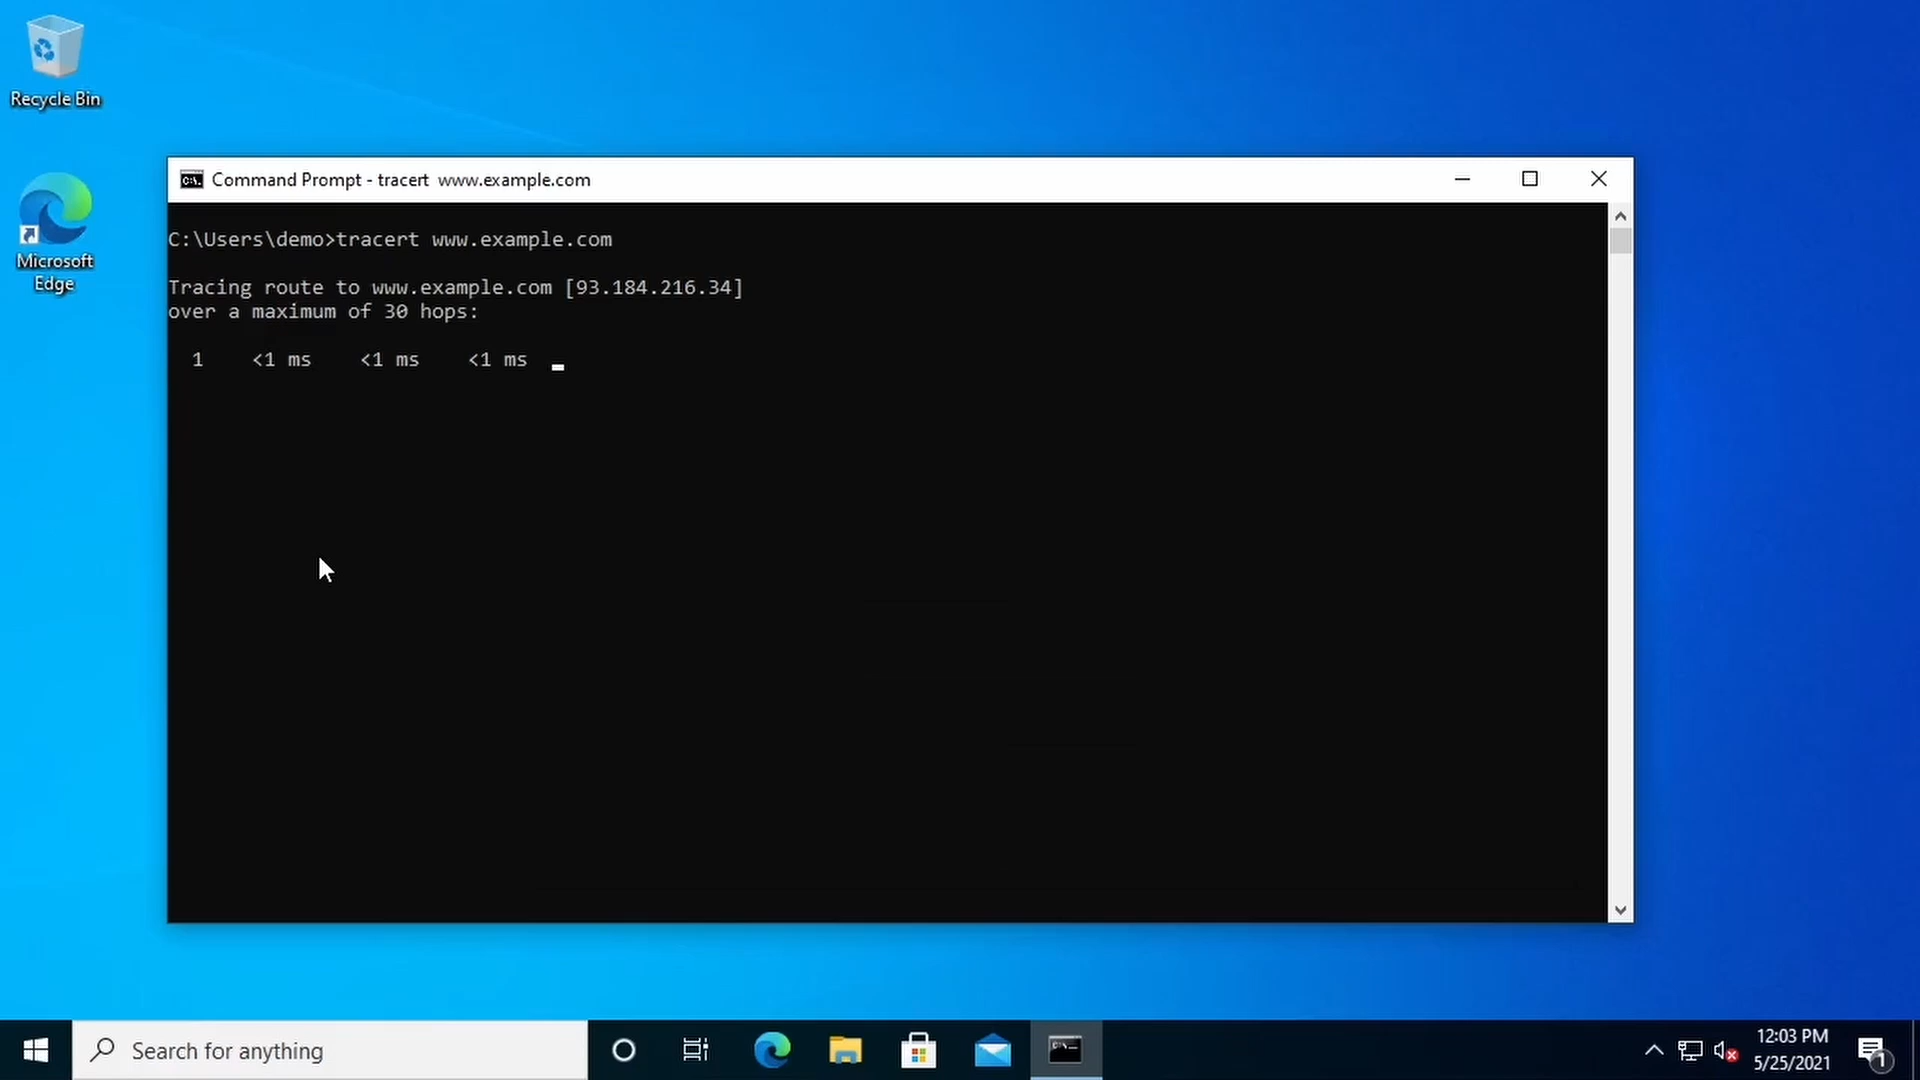 Recycle Bin
Microsoft
Edge
Command Prompt - tracert  www.example.com
C:\Users\demo>tracert www.example.com
Tracing route to www.example.com [93.184.216.34]
over a maximum of 30 hops:
1    <1 ms    <1 ms    <1 ms
Search for anything
12:03 PM
5/25/2021
1